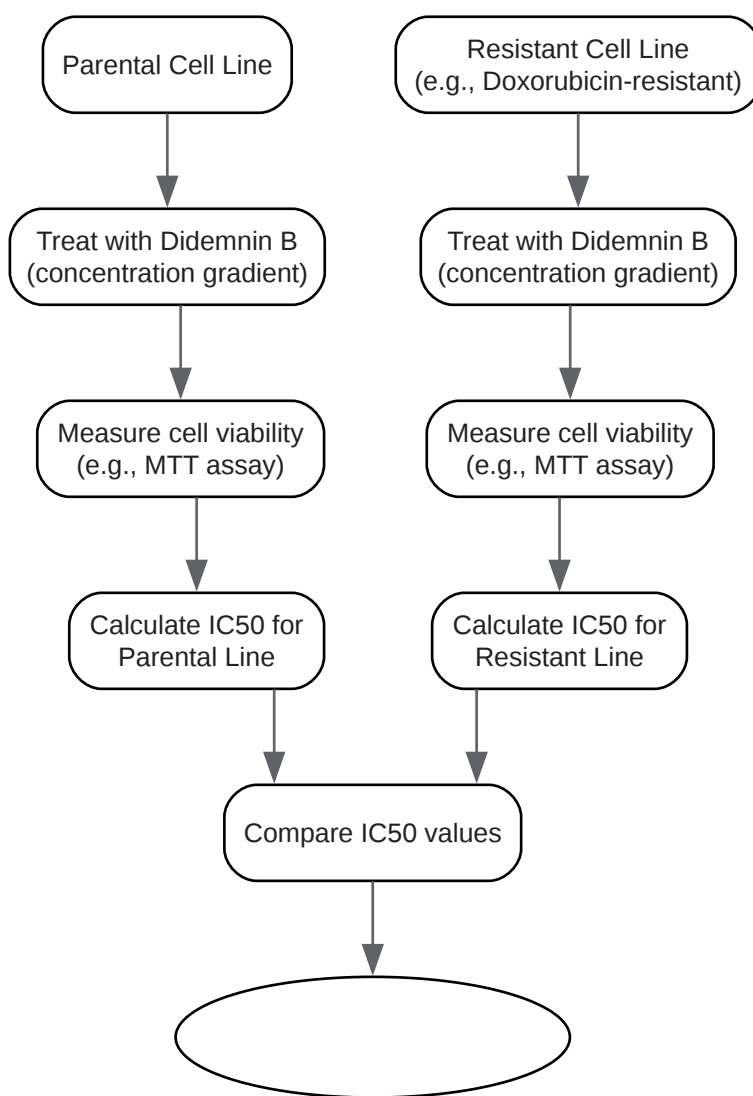 Parental Cell Line
Resistant Cell Line
(e.g., Doxorubicin-resistant)
Treat with Didemnin B
(concentration gradient)
Treat with Didemnin B
(concentration gradient)
Measure cell viability
(e.g., MTT assay)
Measure cell viability
(e.g., MTT assay)
Calculate IC50 for
Parental Line
Calculate IC50 for
Resistant Line
Compare IC50 values